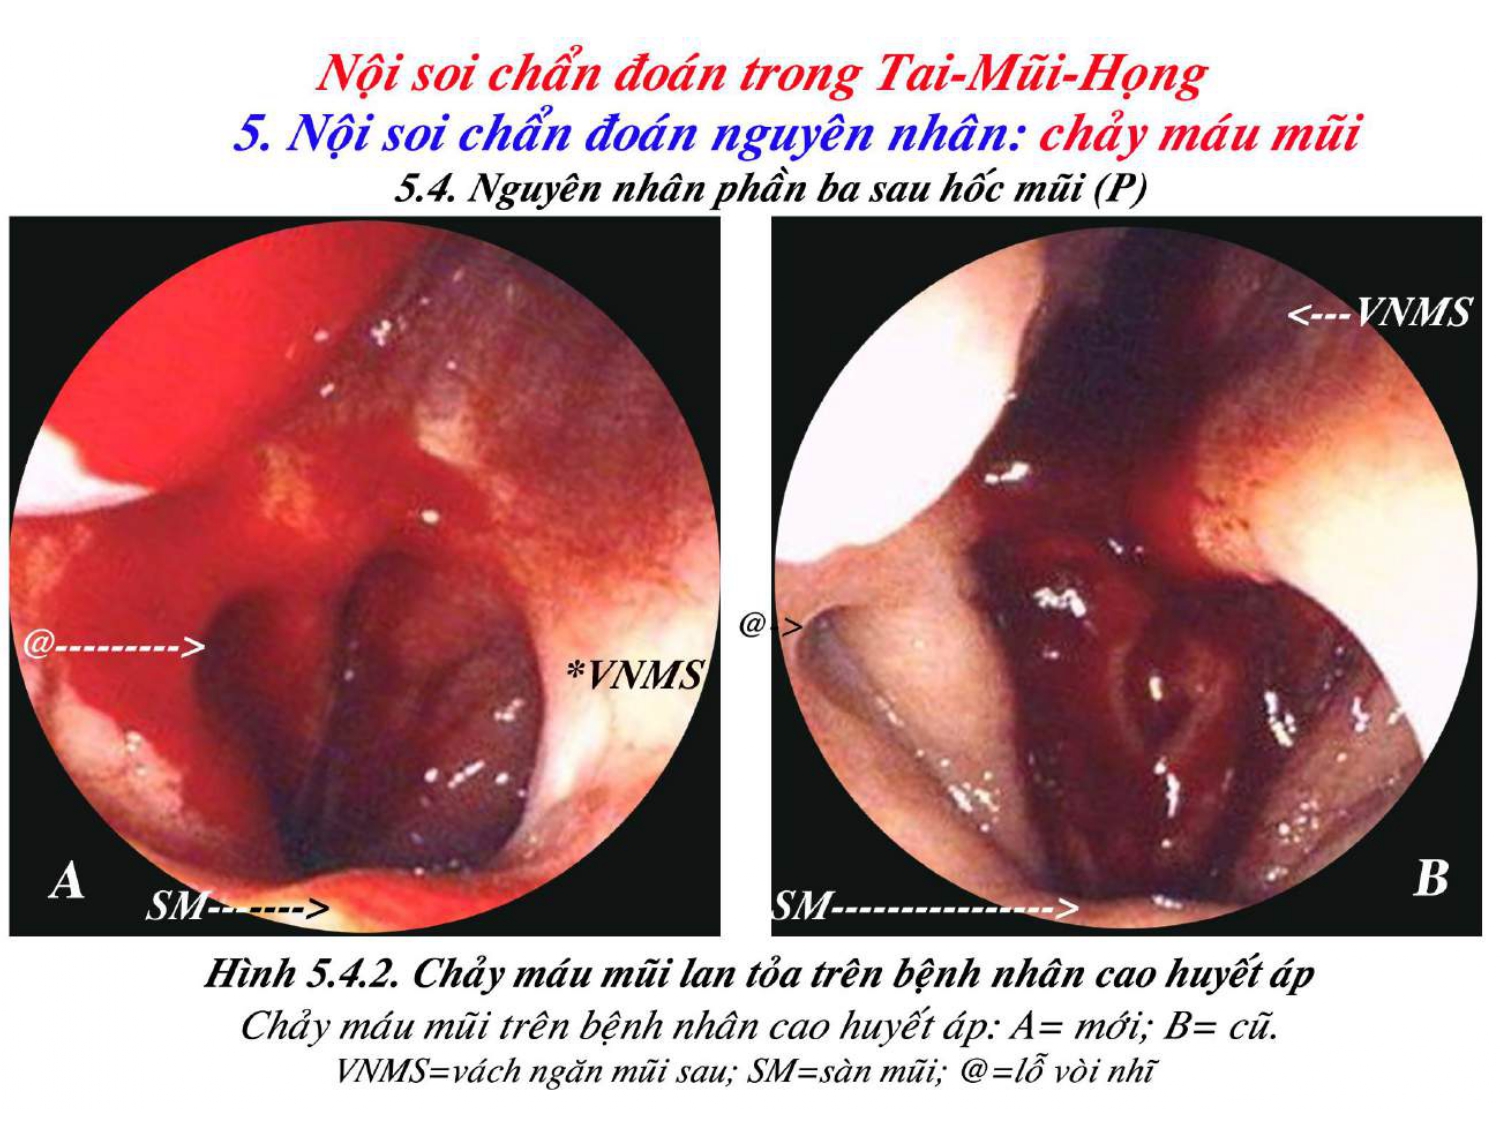 Nội soi chẩn đoán trong Tai-Mũi-Họng
5. Nội soi chẩn đoán nguyên nhân: chảy máu mũi
5.4. Nguyên nhân phần ba sau hốc mũi (P)
<---VNMS
@--------->
*VNMS
@->
A
SM------->
B
SM---------------->
Hình 5.4.2. Chảy máu mũi lan tỏa trên bệnh nhân cao huyết áp
Chảy máu mũi trên bệnh nhân cao huyết áp: A= mới; B= cũ.
VNMS=vách ngăn mũi sau; SM=sàn mũi; @=lỗ vòi nhĩ